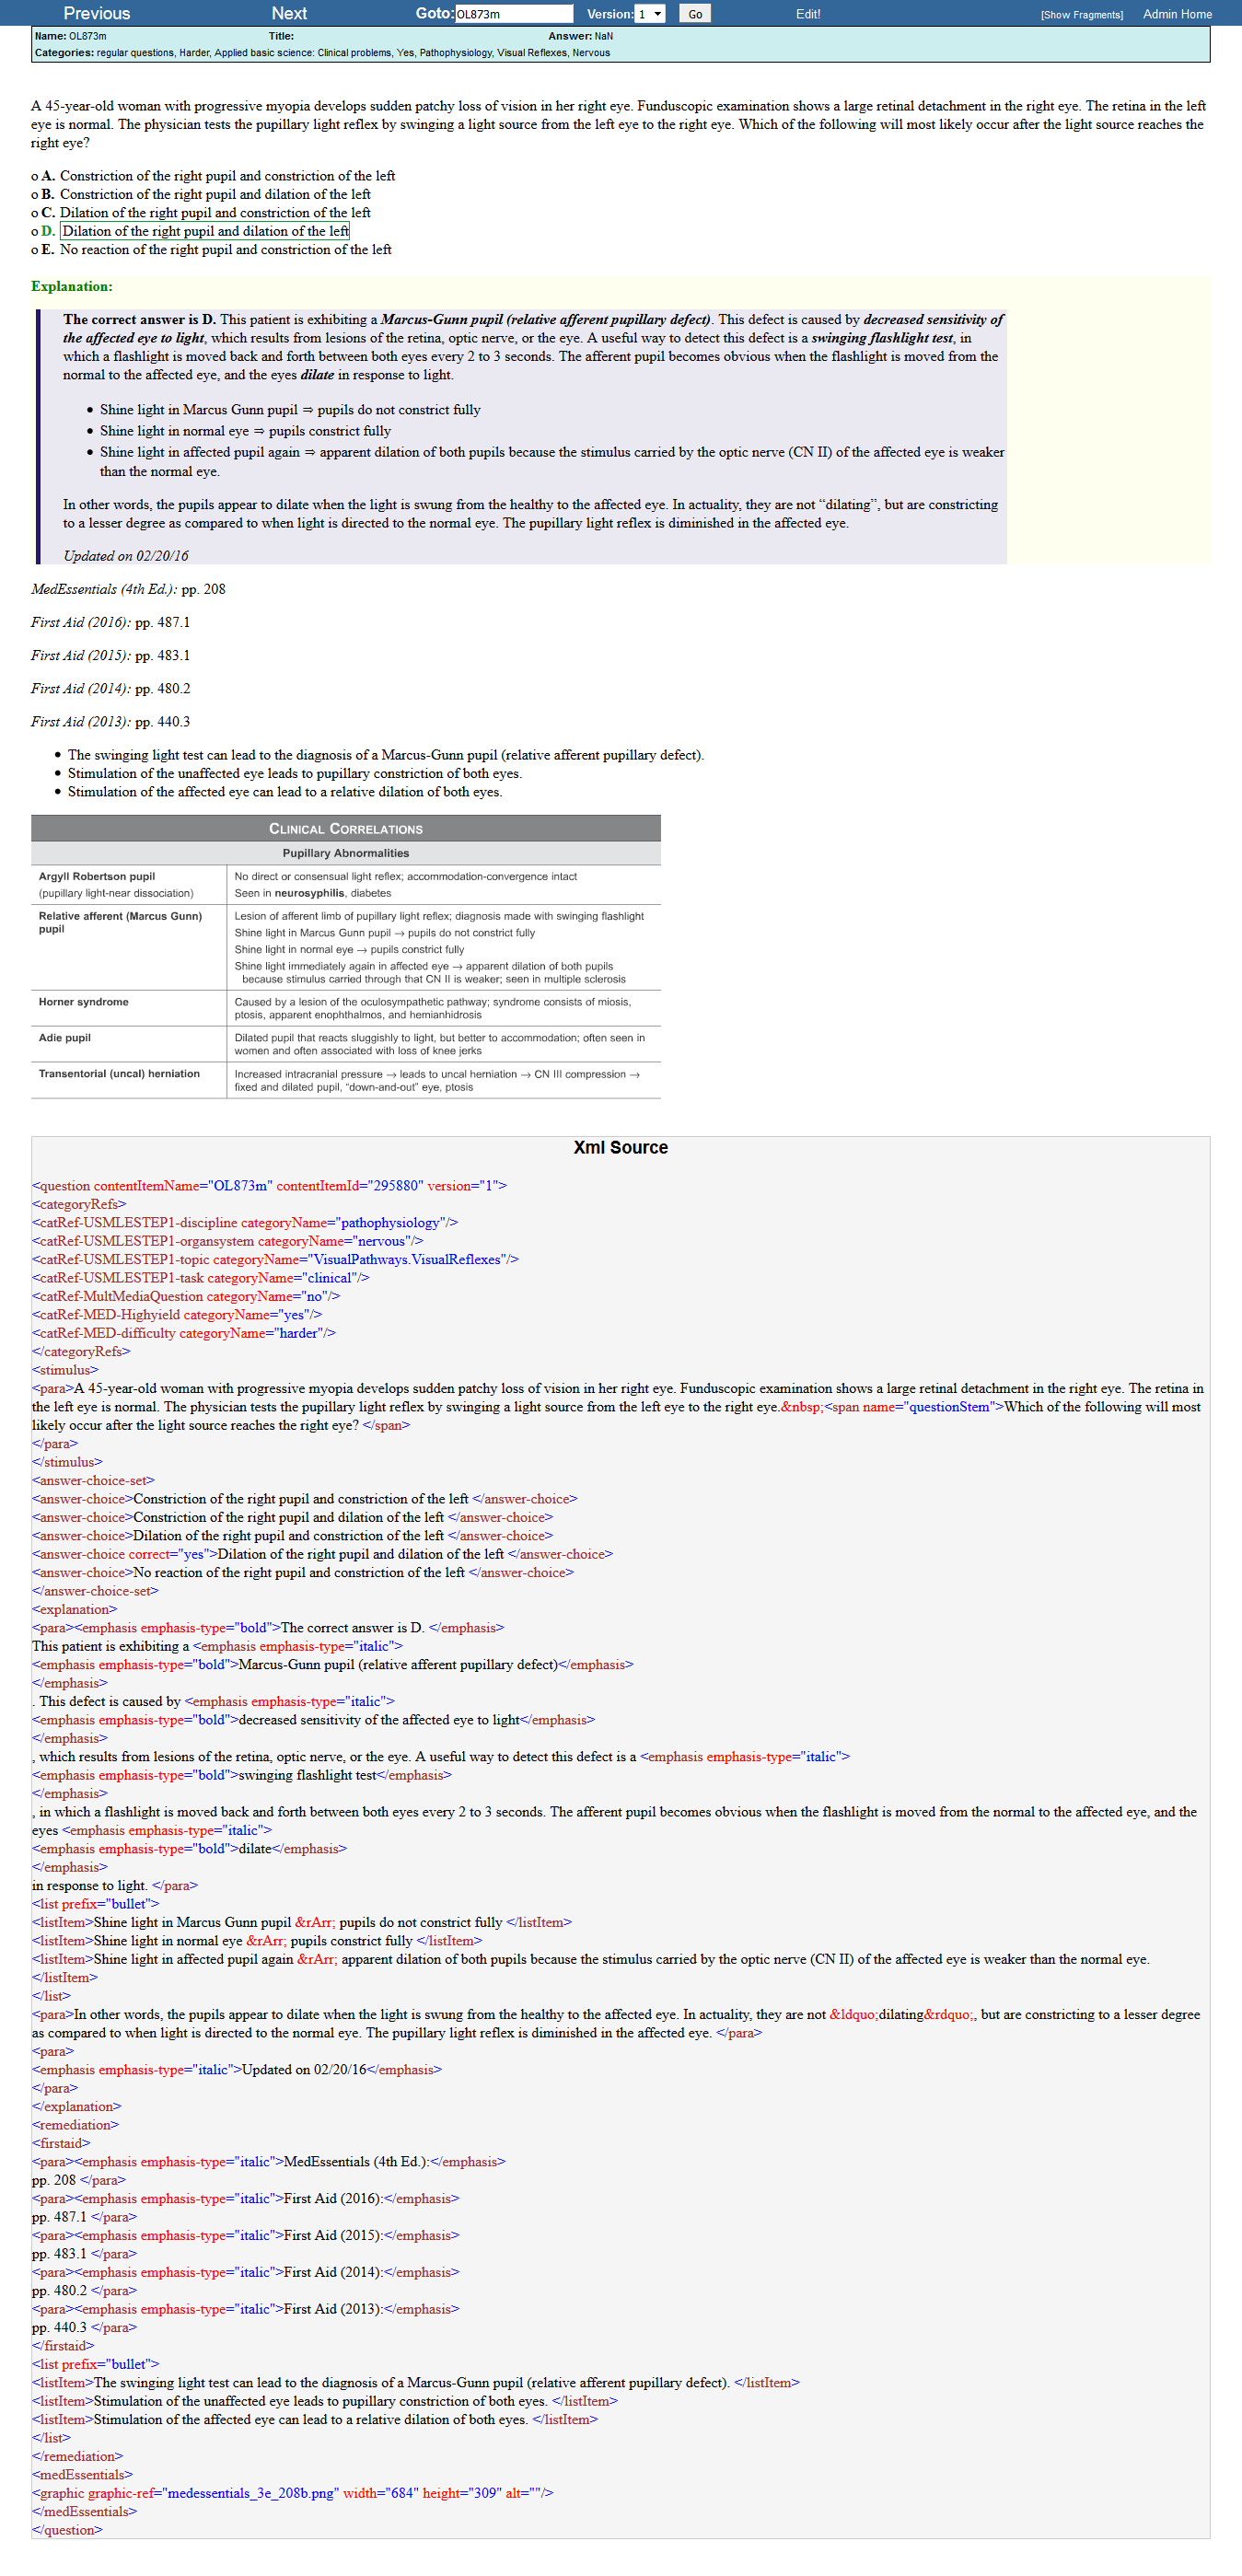 Previous Next Goto: OL873m Version: 1 Go Edit! [Show Fragments] Admin Home
Name: OL873m Title: Answer: NaN
Categories: regular questions, Harder, Applied basic science: Clinical problems, Yes, Pathophysiology, Visual Reflexes, Nervous
A 45-year-old woman with progressive myopia develops sudden patchy loss of vision in her right eye. Funduscopic examination shows a large retinal detachment in the right eye. The retina in the left
eye is normal. The physician tests the pupillary light reflex by swinging a light source from the left eye to the right eye. Which of the following will most likely occur after the light source reaches the
right eye?
o A. Constriction of the right pupil and constriction of the left
o B. Constriction of the right pupil and dilation of the left
o C. Dilation of the right pupil and constriction of the left
o D. Dilation of the right pupil and dilation of the left
o E. No reaction of the right pupil and constriction of the left
Explanation:
The correct answer is D. This patient is exhibiting a Marcus-Gunn pupil (relative afferent pupillary defect). This defect is caused by decreased sensitivity of
the affected eye to light, which results from lesions of the retina, optic nerve, or the eye. A useful way to detect this defect is a swinging flashlight test, in
which a flashlight is moved back and forth between both eyes every 2 to 3 seconds. The afferent pupil becomes obvious when the flashlight is moved from the
normal to the affected eye, and the eyes dilate in response to light.
• Shine light in Marcus Gunn pupil ⇒ pupils do not constrict fully
• Shine light in normal eye ⇒ pupils constrict fully
• Shine light in affected pupil again ⇒ apparent dilation of both pupils because the stimulus carried by the optic nerve (CN II) of the affected eye is weaker
than the normal eye.
In other words, the pupils appear to dilate when the light is swung from the healthy to the affected eye. In actuality, they are not “dilating”, but are constricting
to a lesser degree as compared to when light is directed to the normal eye. The pupillary light reflex is diminished in the affected eye.
Updated on 02/20/16
MedEssentials (4th Ed.): pp. 208
First Aid (2016): pp. 487.1
First Aid (2015): pp. 483.1
First Aid (2014): pp. 480.2
First Aid (2013): pp. 440.3
• The swinging light test can lead to the diagnosis of a Marcus-Gunn pupil (relative afferent pupillary defect).
• Stimulation of the unaffected eye leads to pupillary constriction of both eyes.
• Stimulation of the affected eye can lead to a relative dilation of both eyes.
CLINICAL CORRELATIONS
Pupillary Abnormalities
Argyll Robertson pupil No direct or consensual light reflex; accommodation-convergence intact
(pupillary light-near dissociation) Seen in neurosyphilis, diabetes
Relative afferent (Marcus Gunn) Lesion of afferent limb of pupillary light reflex; diagnosis made with swinging flashlight
pupil Shine light in Marcus Gunn pupil → pupils do not constrict fully
Shine light in normal eye → pupils constrict fully
Shine light immediately again in affected eye → apparent dilation of both pupils
because stimulus carried through that CN II is weaker; seen in multiple sclerosis
Horner syndrome Caused by a lesion of the oculosympathetic pathway; syndrome consists of miosis,
ptosis, apparent enophthalmos, and hemianhidrosis
Adie pupil Dilated pupil that reacts sluggishly to light, but better to accommodation; often seen in
women and often associated with loss of knee jerks
Transentorial (uncal) herniation Increased intracranial pressure → leads to uncal herniation → CN III compression →
fixed and dilated pupil, “down-and-out” eye, ptosis
Xml Source
<question contentItemName="OL873m" contentItemId="295880" version="1">
<categoryRefs>
<catRef-USMLESTEP1-discipline categoryName="pathophysiology"/>
<catRef-USMLESTEP1-organsystem categoryName="nervous"/>
<catRef-USMLESTEP1-topic categoryName="VisualPathways.VisualReflexes"/>
<catRef-USMLESTEP1-task categoryName="clinical"/>
<catRef-MultMediaQuestion categoryName="no"/>
<catRef-MED-Highyield categoryName="yes"/>
<catRef-MED-difficulty categoryName="harder"/>
</categoryRefs>
<stimulus>
<para>A 45-year-old woman with progressive myopia develops sudden patchy loss of vision in her right eye. Funduscopic examination shows a large retinal detachment in the right eye. The retina in
the left eye is normal. The physician tests the pupillary light reflex by swinging a light source from the left eye to the right eye.&nbsp;<span name="questionStem">Which of the following will most
likely occur after the light source reaches the right eye? </span>
</para>
</stimulus>
<answer-choice-set>
<answer-choice>Constriction of the right pupil and constriction of the left </answer-choice>
<answer-choice>Constriction of the right pupil and dilation of the left </answer-choice>
<answer-choice>Dilation of the right pupil and constriction of the left </answer-choice>
<answer-choice correct="yes">Dilation of the right pupil and dilation of the left </answer-choice>
<answer-choice>No reaction of the right pupil and constriction of the left </answer-choice>
</answer-choice-set>
<explanation>
<para><emphasis emphasis-type="bold">The correct answer is D. </emphasis>
This patient is exhibiting a <emphasis emphasis-type="italic">
<emphasis emphasis-type="bold">Marcus-Gunn pupil (relative afferent pupillary defect)</emphasis>
</emphasis>
. This defect is caused by <emphasis emphasis-type="italic">
<emphasis emphasis-type="bold">decreased sensitivity of the affected eye to light</emphasis>
</emphasis>
, which results from lesions of the retina, optic nerve, or the eye. A useful way to detect this defect is a <emphasis emphasis-type="italic">
<emphasis emphasis-type="bold">swinging flashlight test</emphasis>
</emphasis>
, in which a flashlight is moved back and forth between both eyes every 2 to 3 seconds. The afferent pupil becomes obvious when the flashlight is moved from the normal to the affected eye, and the
eyes <emphasis emphasis-type="italic">
<emphasis emphasis-type="bold">dilate</emphasis>
</emphasis>
in response to light. </para>
<list prefix="bullet">
<listItem>Shine light in Marcus Gunn pupil &rArr; pupils do not constrict fully </listItem>
<listItem>Shine light in normal eye &rArr; pupils constrict fully </listItem>
<listItem>Shine light in affected pupil again &rArr; apparent dilation of both pupils because the stimulus carried by the optic nerve (CN II) of the affected eye is weaker than the normal eye.
</listItem>
</list>
<para>In other words, the pupils appear to dilate when the light is swung from the healthy to the affected eye. In actuality, they are not &ldquo;dilating&rdquo;, but are constricting to a lesser degree
as compared to when light is directed to the normal eye. The pupillary light reflex is diminished in the affected eye. </para>
<para>
<emphasis emphasis-type="italic">Updated on 02/20/16</emphasis>
</para>
</explanation>
<remediation>
<firstaid>
<para><emphasis emphasis-type="italic">MedEssentials (4th Ed.):</emphasis>
pp. 208 </para>
<para><emphasis emphasis-type="italic">First Aid (2016):</emphasis>
pp. 487.1 </para>
<para><emphasis emphasis-type="italic">First Aid (2015):</emphasis>
pp. 483.1 </para>
<para><emphasis emphasis-type="italic">First Aid (2014):</emphasis>
pp. 480.2 </para>
<para><emphasis emphasis-type="italic">First Aid (2013):</emphasis>
pp. 440.3 </para>
</firstaid>
<list prefix="bullet">
<listItem>The swinging light test can lead to the diagnosis of a Marcus-Gunn pupil (relative afferent pupillary defect). </listItem>
<listItem>Stimulation of the unaffected eye leads to pupillary constriction of both eyes. </listItem>
<listItem>Stimulation of the affected eye can lead to a relative dilation of both eyes. </listItem>
</list>
</remediation>
<medEssentials>
<graphic graphic-ref="medessentials_3e_208b.png" width="684" height="309" alt=""/>
</medEssentials>
</question>